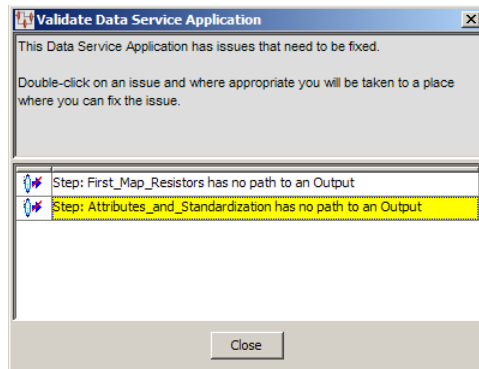 Validate Data Service Application
This Data Service Application has issues that need to be fixed.
Double-click on an issue and where appropriate you will be taken to a place
where you can fix the issue.
Step: First_Map_Resistors has no path to an Output
Step: Attributes_and_Standardization has no path to an Output
Close